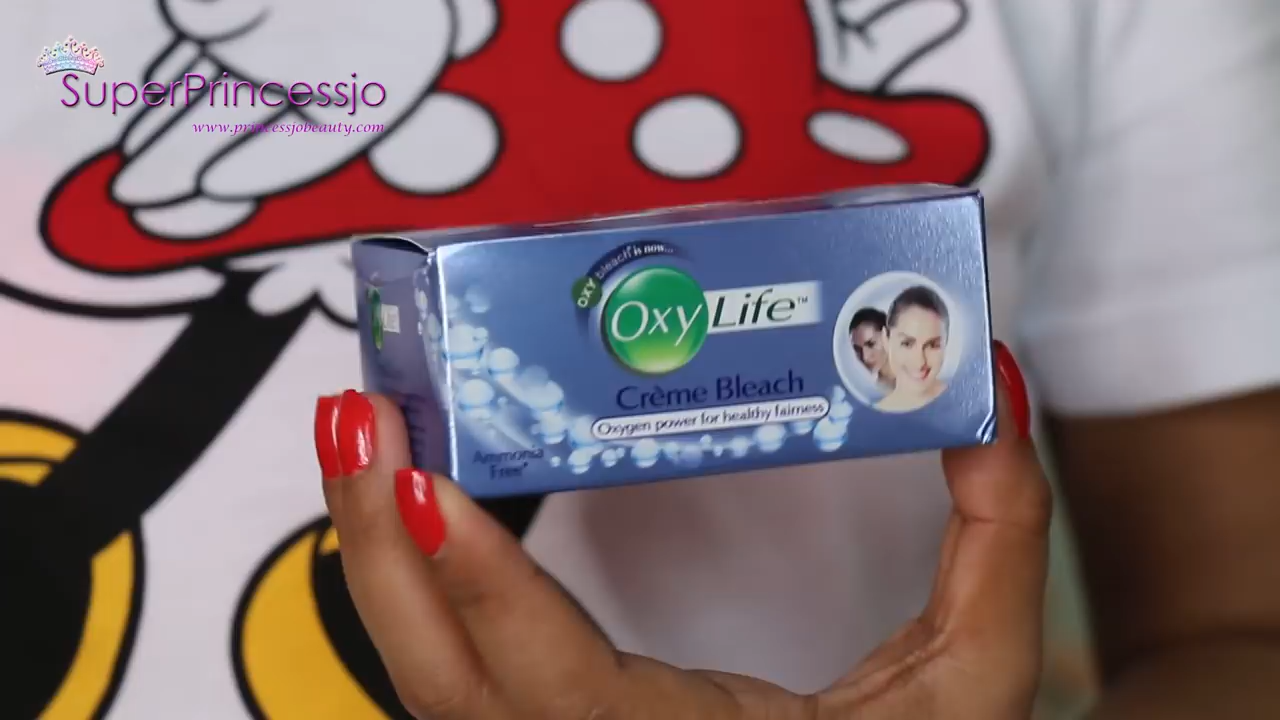 SuperPrincessjo
www.princessjobeauty.com
OXY bleach is now...
OxyLife™
Crème Bleach
Oxygen power for healthy fairness
Ammonia
Free*